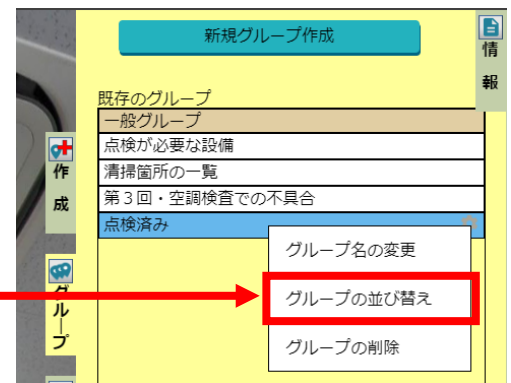 新規グループ作成
情報
既存のグループ
一般グループ
点検が必要な設備
作成
清掃箇所の一覧
第3回・空調検査での不具合
点検済み
グループ名の変更
グループ
グループの並び替え
グループの削除